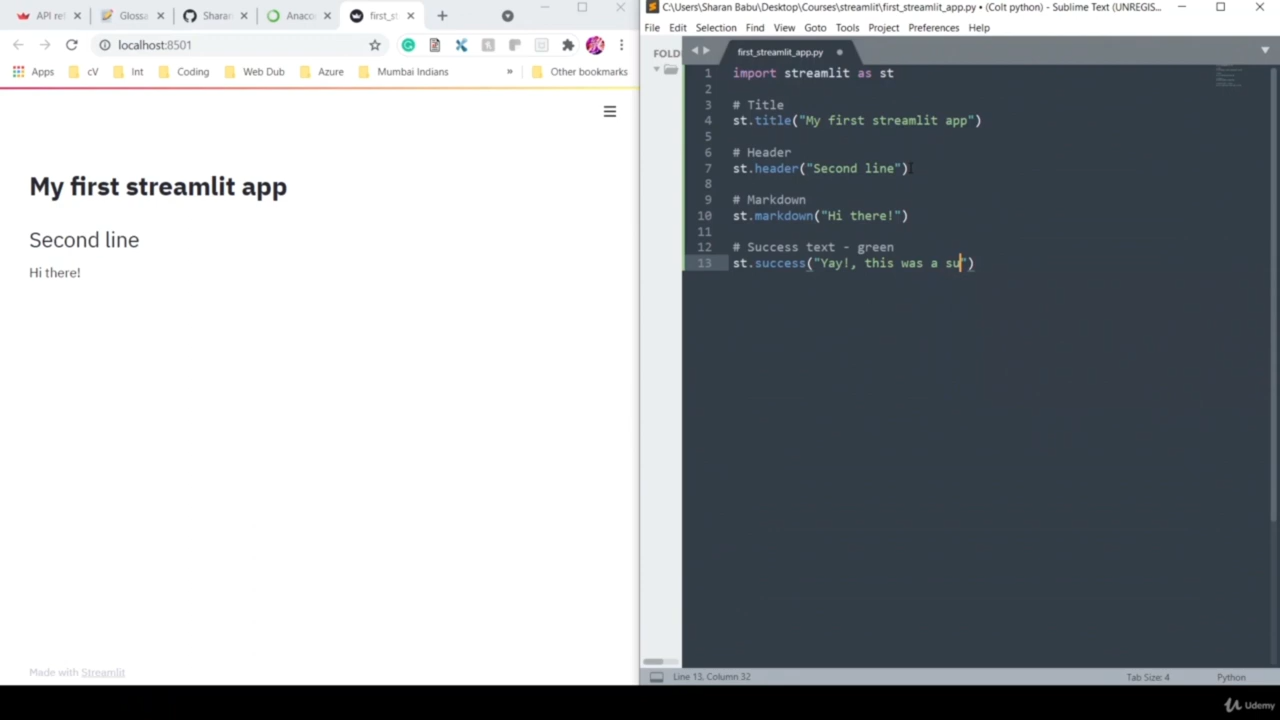 API re
Glossa
Sharan
Anaco
first_st
localhost:8501
Apps
cV
Int
Coding
Web Dub
Azure
Mumbai Indians
»
Other bookmarks
My first streamlit app
Second line
Hi there!
Made with Streamlit
C:\Users\Sharan Babu\Desktop\Courses\streamlit\first_streamlit_app.py • (Colt python) - Sublime Text (UNREGIS...
File Edit Selection Find View Goto Tools Project Preferences Help
FOLD
first_streamlit_app.py
1 import streamlit as st
2
3 # Title
4 st.title("My first streamlit app")
5
6 # Header
7 st.header("Second line")
8
9 # Markdown
10 st.markdown("Hi there!")
11
12 # Success text - green
13 st.success("Yay!, this was a su")
Line 13, Column 32
Tab Size: 4
Python
Udemy